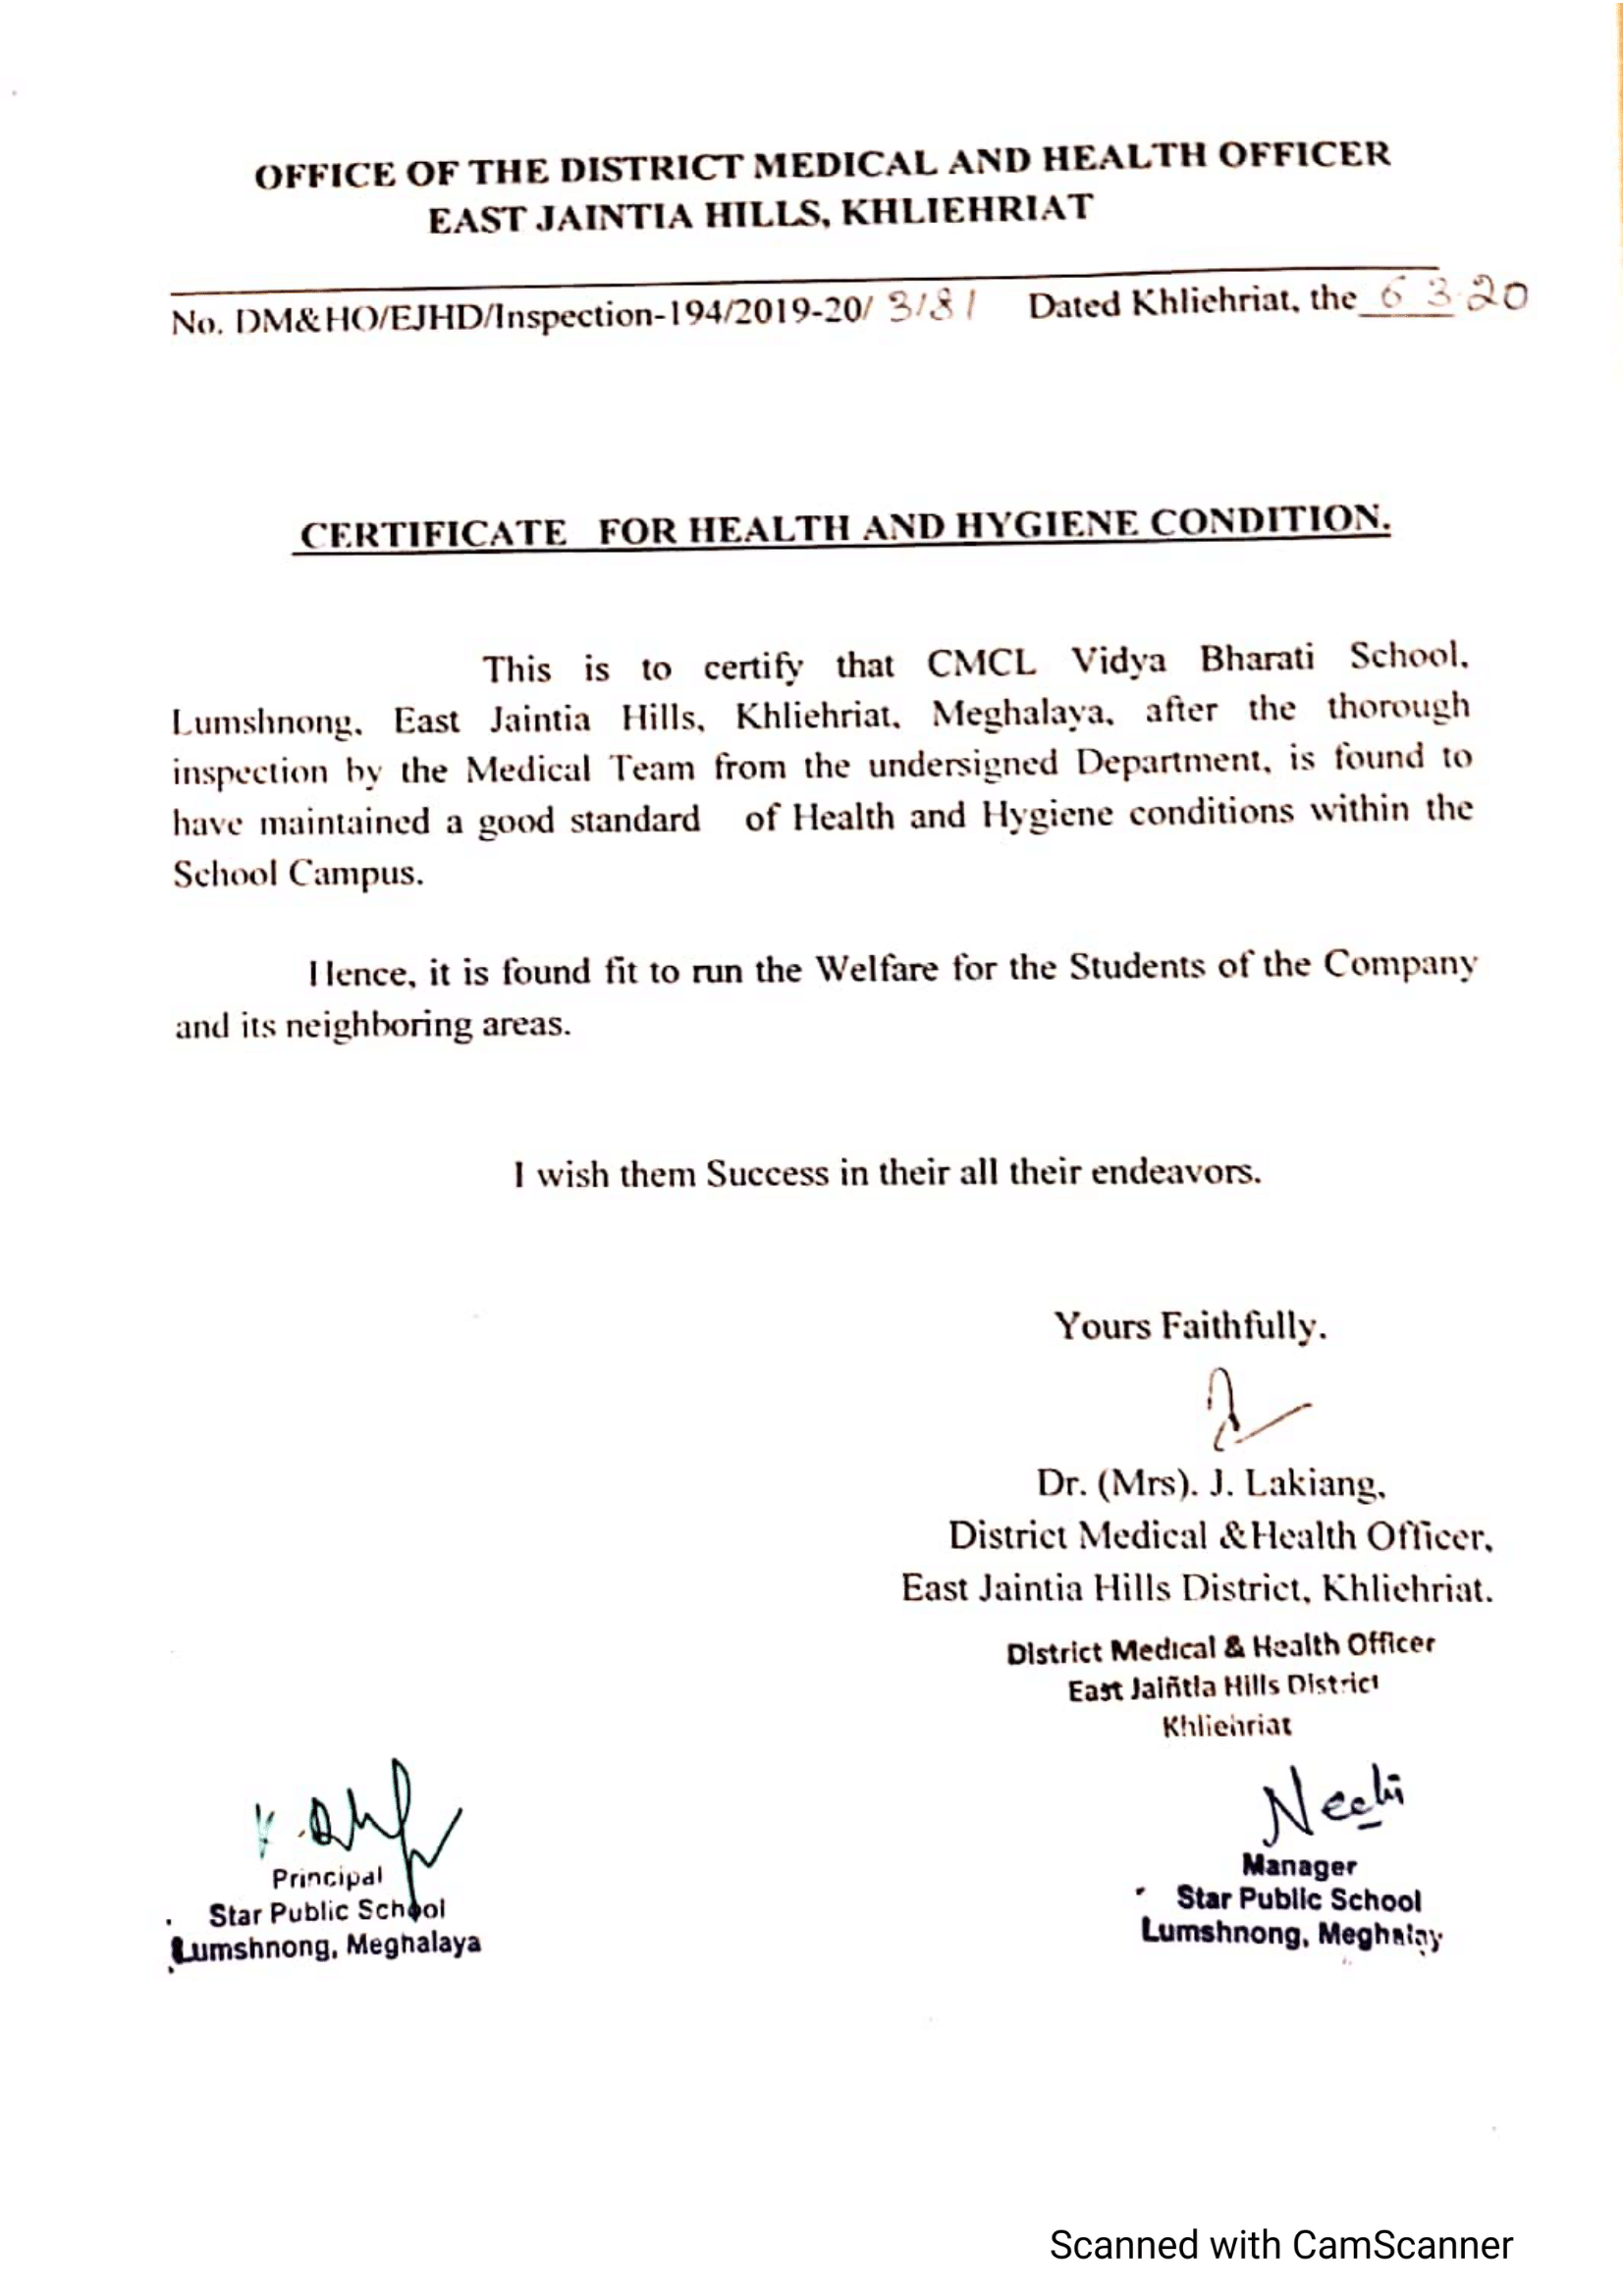 OFFICE OF THE DISTRICT MEDICAL AND HEALTH OFFICER
EAST JAINTIA HILLS, KHLIEHRIAT
No. DM&HO/EJHD/Inspection-194/2019-20/ 3181 Dated Khliehriat, the 6 3 20
CERTIFICATE FOR HEALTH AND HYGIENE CONDITION.
This is to certify that CMCL Vidya Bharati School,
Lumshnong, East Jaintia Hills, Khliehriat, Meghalaya, after the thorough
inspection by the Medical Team from the undersigned Department, is found to
have maintained a good standard of Health and Hygiene conditions within the
School Campus.
Hence, it is found fit to run the Welfare for the Students of the Company
and its neighboring areas.
I wish them Success in their all their endeavors.
Yours Faithfully.
Dr. (Mrs). J. Lakiang,
District Medical &Health Officer,
East Jaintia Hills District, Khliehriat.
District Medical & Health Officer
East Jaintia Hills District
Khliehriat
Principal
Star Public School
Lumshnong, Meghalaya
Manager
Star Public School
Lumshnong, Meghalay
Scanned with CamScanner